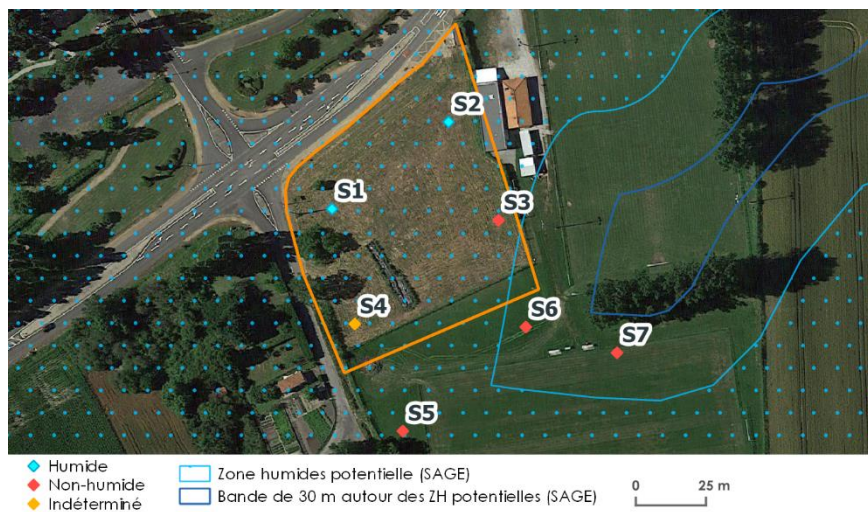 S2
S1
S3
S4
S6
S7
S5
Humide
Non-humide
Indéterminé
Zone humides potentielle (SAGE)
Bande de 30 m autour des ZH potentielles (SAGE)
0 25 m